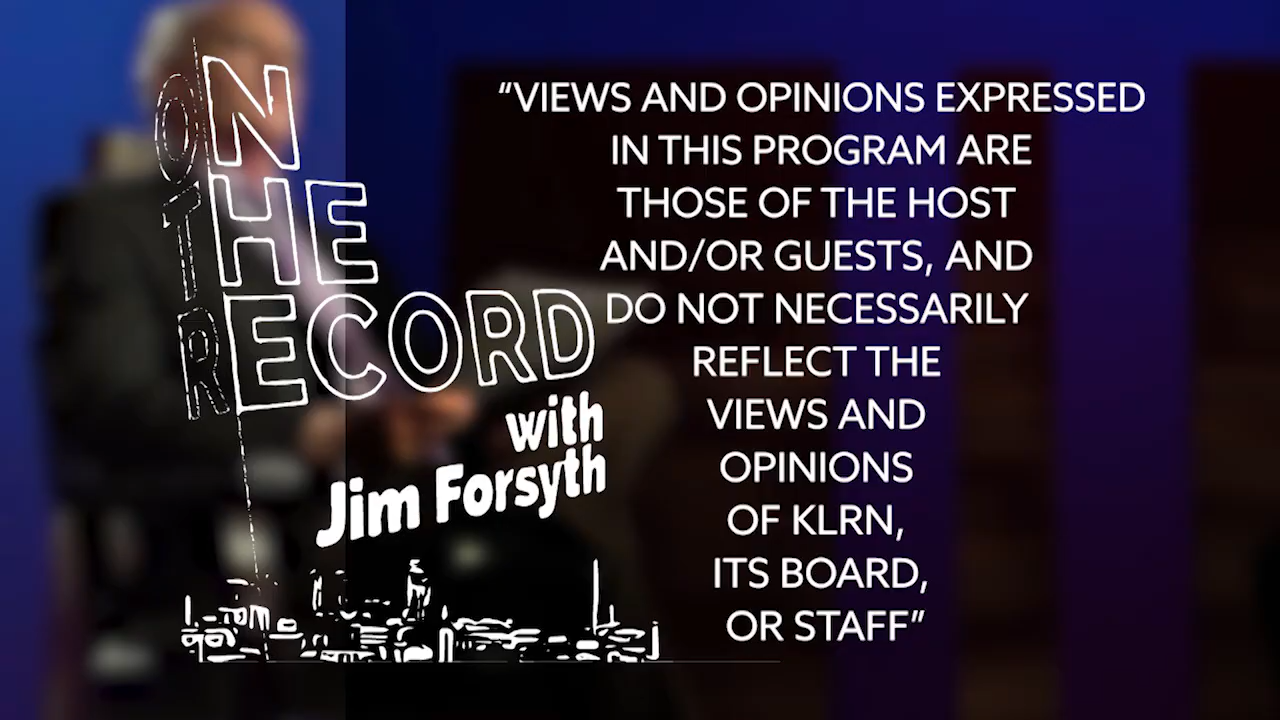 ON
THE
RECORD
with
Jim Forsyth
“VIEWS AND OPINIONS EXPRESSED
IN THIS PROGRAM ARE
THOSE OF THE HOST
AND/OR GUESTS, AND
DO NOT NECESSARILY
REFLECT THE
VIEWS AND
OPINIONS
OF KLRN,
ITS BOARD,
OR STAFF”